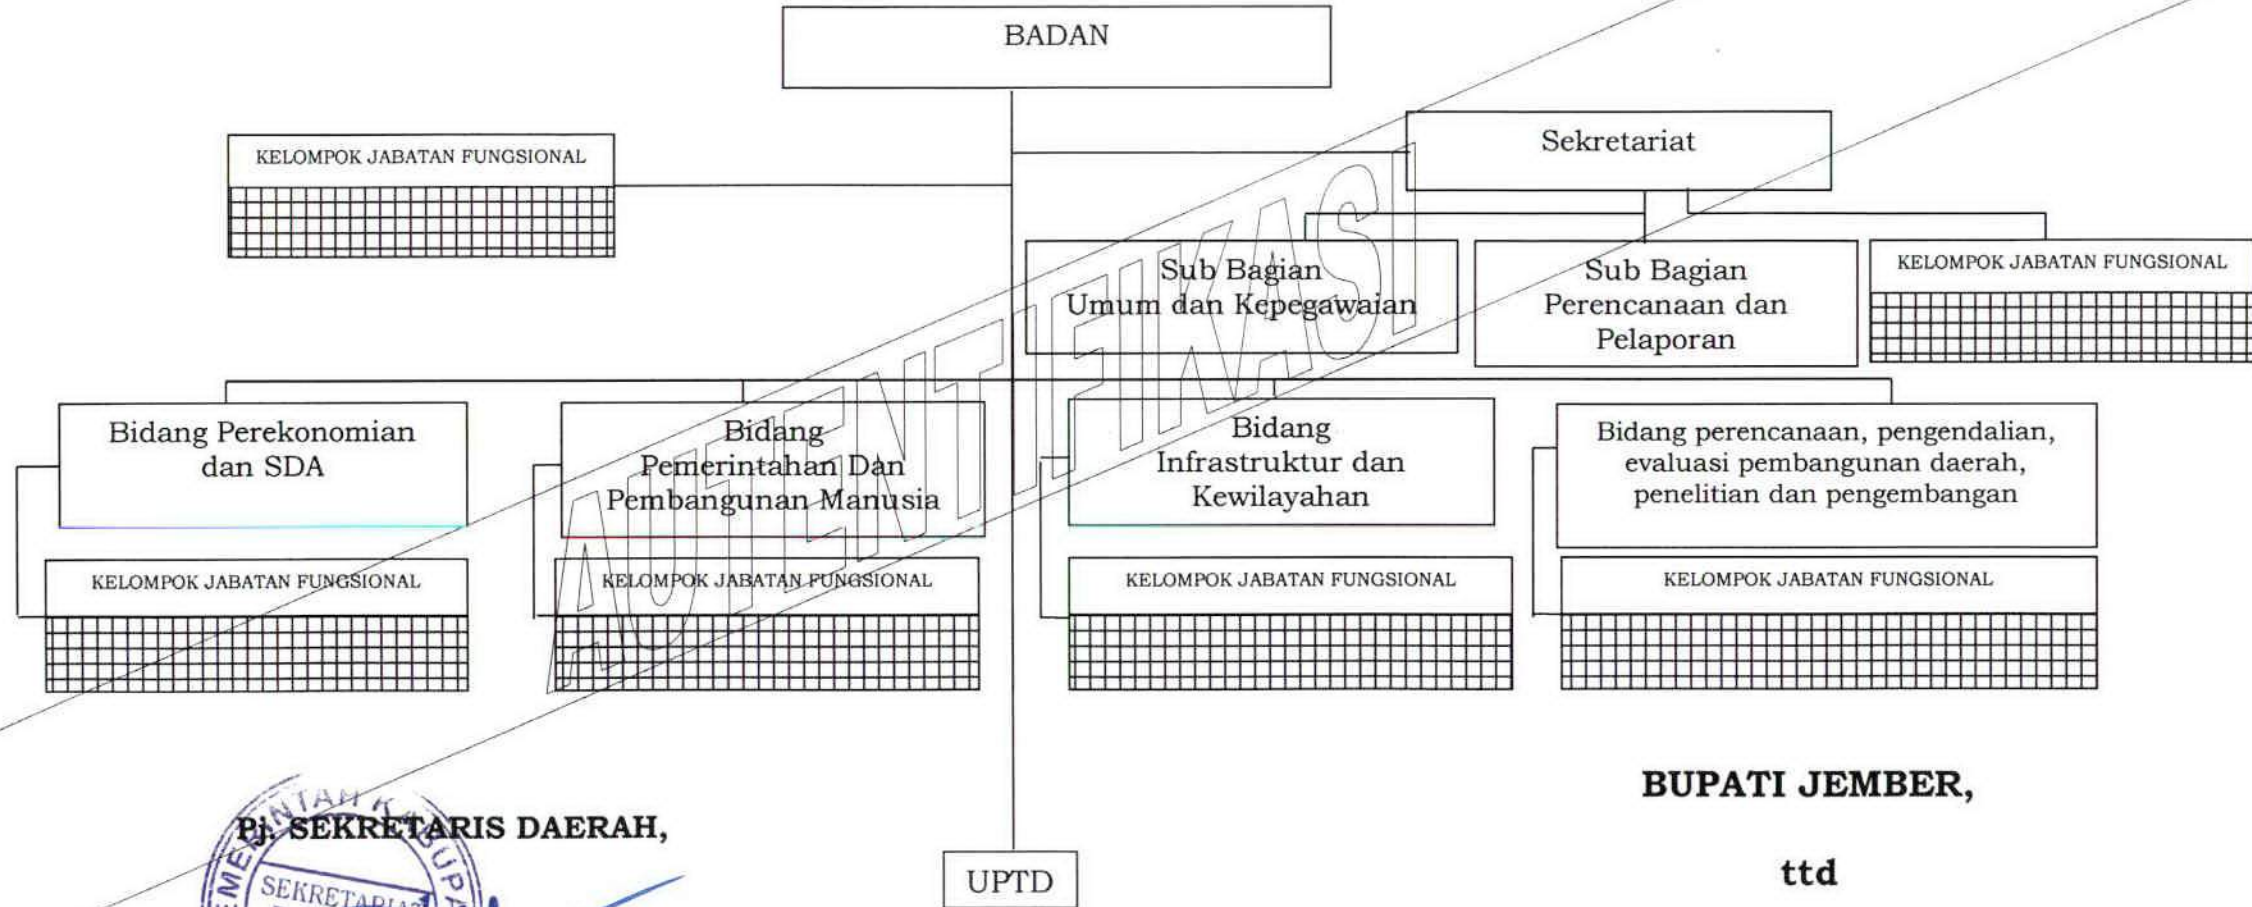 BADAN
Sekretariat
KELOMPOK JABATAN FUNGSIONAL
Sub Bagian
Umum dan Kepegawaian
Sub Bagian
Perencanaan dan
Pelaporan
KELOMPOK JABATAN FUNGSIONAL
Bidang Perekonomian
dan SDA
Bidang
Pemerintahan Dan
Pembangunan Manusia
Bidang
Infrastruktur dan
Kewilayahan
Bidang perencanaan, pengendalian,
evaluasi pembangunan daerah,
penelitian dan pengembangan
KELOMPOK JABATAN FUNGSIONAL
KELOMPOK JABATAN FUNGSIONAL
KELOMPOK JABATAN FUNGSIONAL
KELOMPOK JABATAN FUNGSIONAL
AUTENTIFIKASI
BUPATI JEMBER,
Pj. SEKRETARIS DAERAH,
ttd
UPTD
SEKRETARIAT